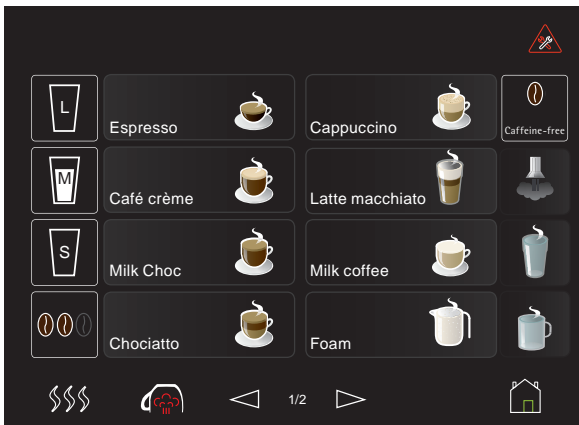 L
Espresso
Cappuccino
Caffeine-free
M
Café crème
Latte macchiato
S
Milk Choc
Milk coffee
Chociatto
Foam
1/2